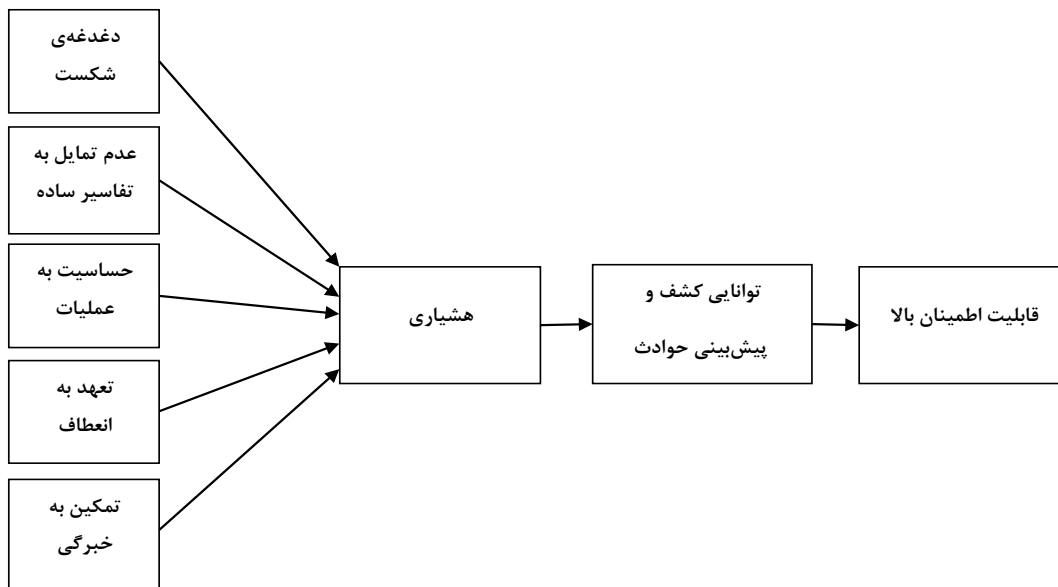 دغدغه‌ی
شکست
عدم تمایل به
تفاسیر ساده
حساسیت به
عملیات
تعهد به
انعطاف
تمکین به
خبرگی
هشیاری
توانایی کشف و
پیش‌بینی حوادث
قابلیت اطمینان بالا